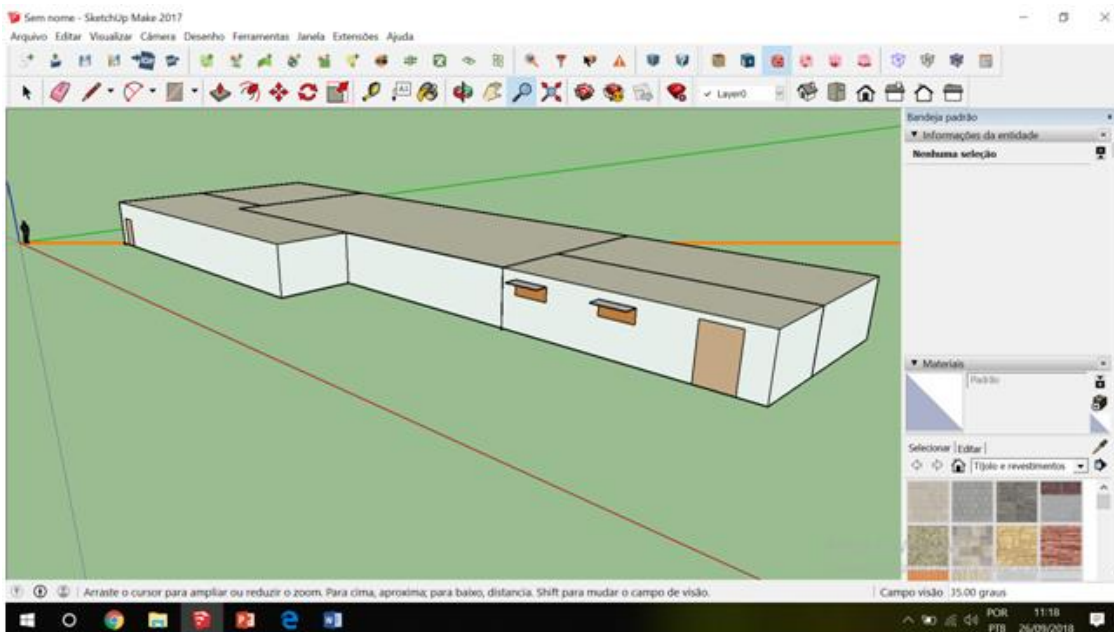 Sem nome - SketchUp Make 2017
Arquivo Editar Visualizar Câmera Desenho Ferramentas Janela Extensões Ajuda
Layer0
Bandeja padrão
Informações da entidade
Nenhuma seleção
Materiais
Padrão
Selecionar Editar
Tijolo e revestimentos
Arraste o cursor para ampliar ou reduzir o zoom. Para cima, aproxima; para baixo, distancia. Shift para mudar o campo de visão.
Campo visão 35.00 graus
POR 11:18
PTB 26/09/2018